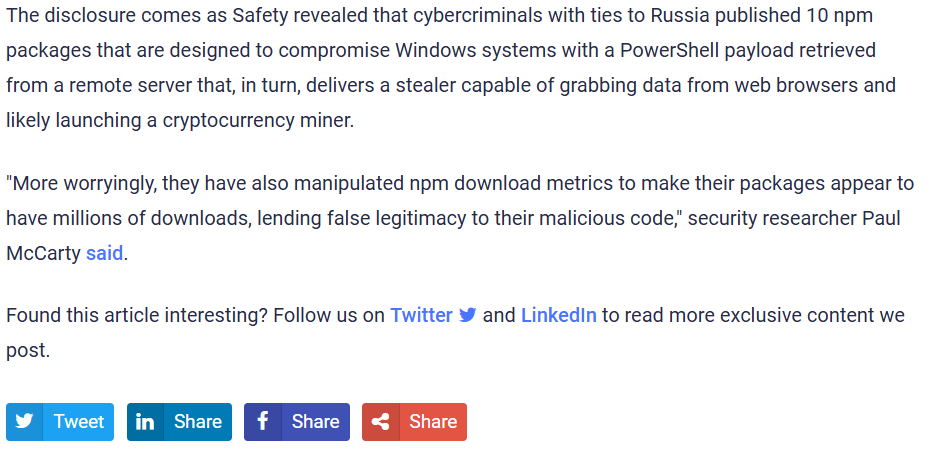 The disclosure comes as Safety revealed that cybercriminals with ties to Russia published 10 npm
packages that are designed to compromise Windows systems with a PowerShell payload retrieved
from a remote server that, in turn, delivers a stealer capable of grabbing data from web browsers and
likely launching a cryptocurrency miner.
"More worryingly, they have also manipulated npm download metrics to make their packages appear to
have millions of downloads, lending false legitimacy to their malicious code," security researcher Paul
McCarty said.
Found this article interesting? Follow us on Twitter and LinkedIn to read more exclusive content we
post.
Tweet in Share f Share Share